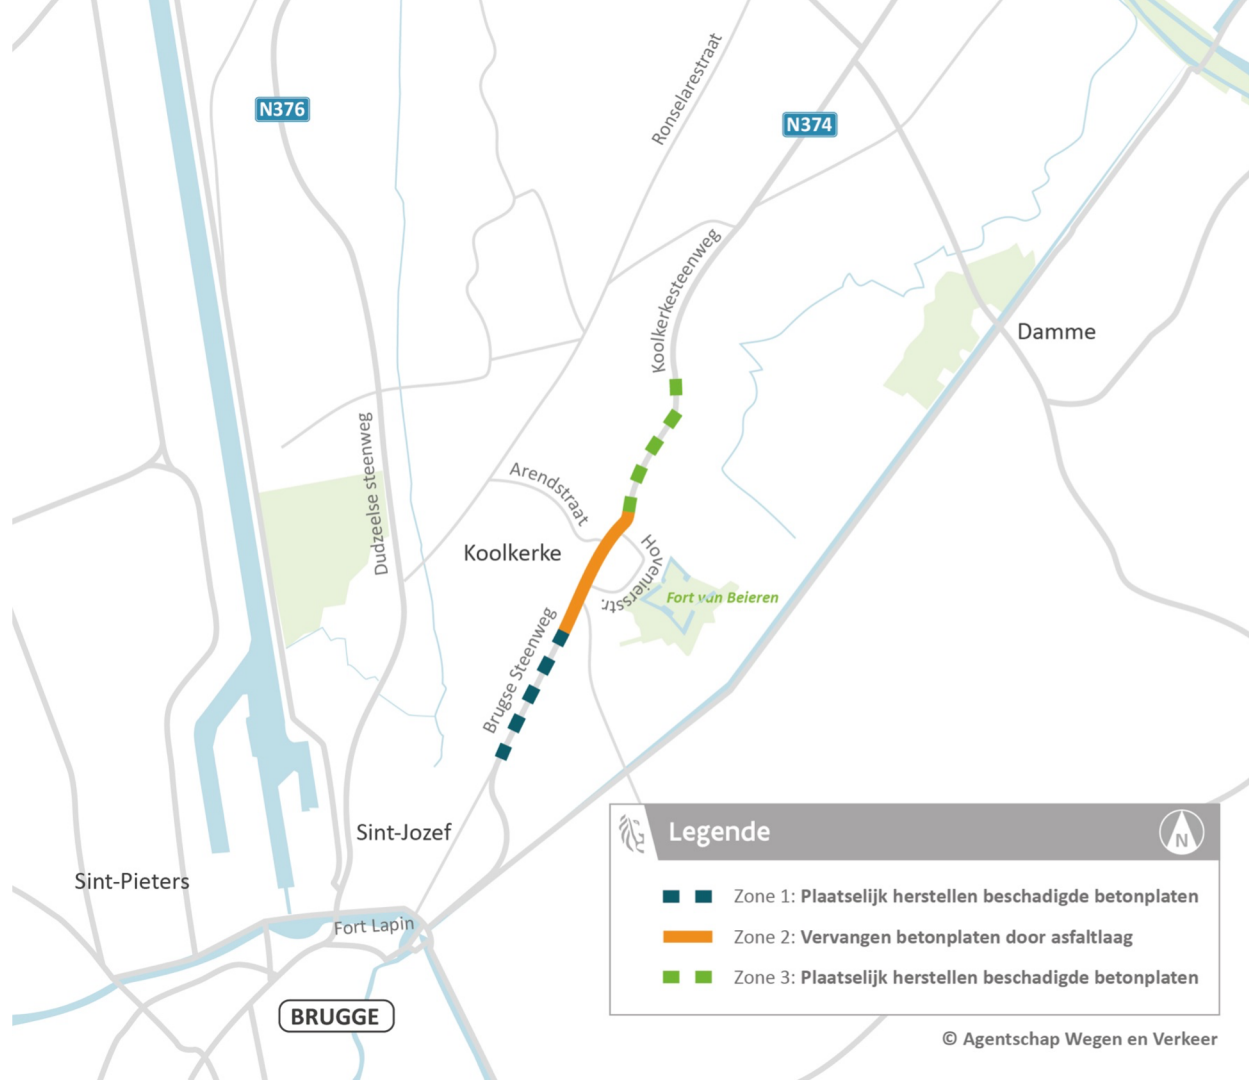 N376
Ronselarestraat
N374
Koolkerkesteenweg
Damme
Dudzeelse steenweg
Arendstraat
Koolkerke
Hoveniersstr.
Fort van Beieren
Brugse Steenweg
Sint-Jozef
Sint-Pieters
Fort Lapin
BRUGGE
Legende
N
Zone 1: Plaatselijk herstellen beschadigde betonplaten
Zone 2: Vervangen betonplaten door asfaltlaag
Zone 3: Plaatselijk herstellen beschadigde betonplaten
© Agentschap Wegen en Verkeer